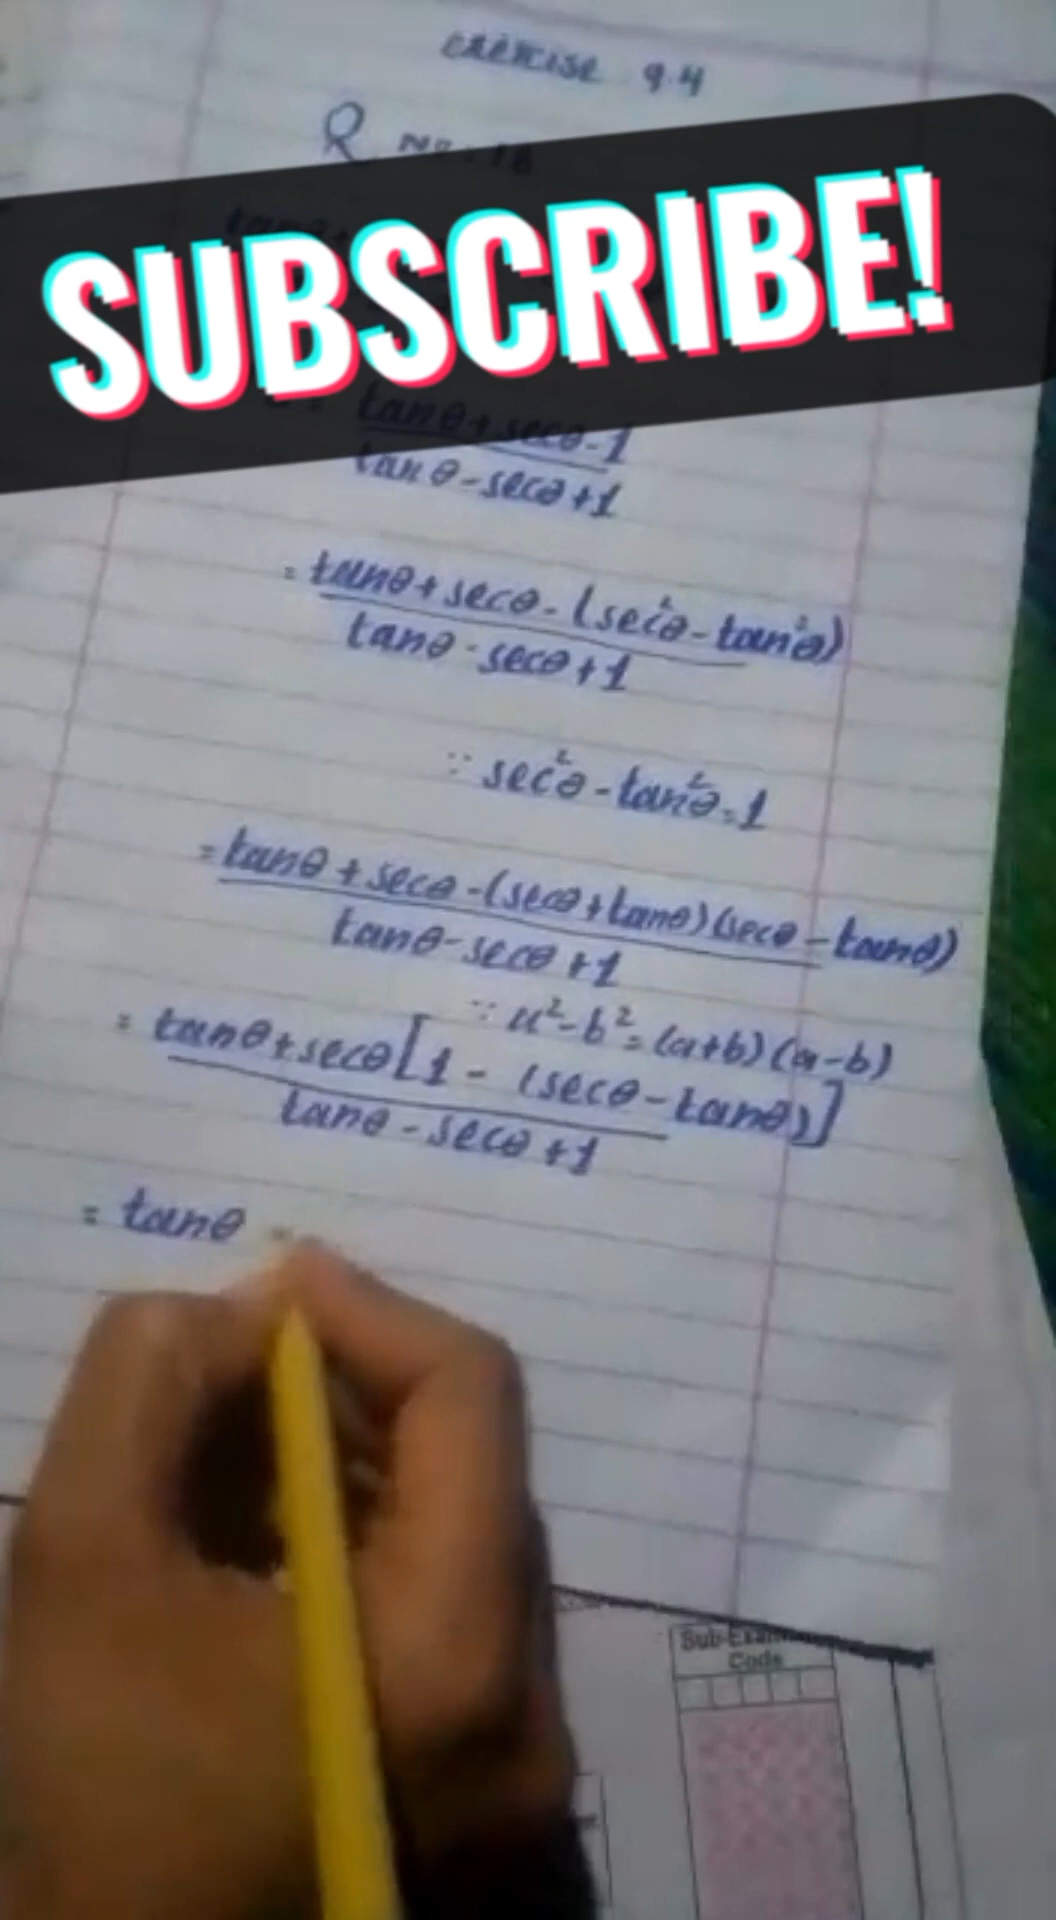 EXERCISE 9.4
Q No: 18
SUBSCRIBE!
tanθ+secθ-1
tanθ-secθ+1
= tanθ+secθ-(sec²θ-tan²θ)
tanθ-secθ+1
∵ sec²θ-tan²θ=1
= tanθ+secθ-(secθ+tanθ)(secθ-tanθ)
tanθ-secθ+1
∵ a²-b²=(a+b)(a-b)
= tanθ+secθ[1-(secθ-tanθ)]
tanθ-secθ+1
= tanθ
Sub-Exam
Code